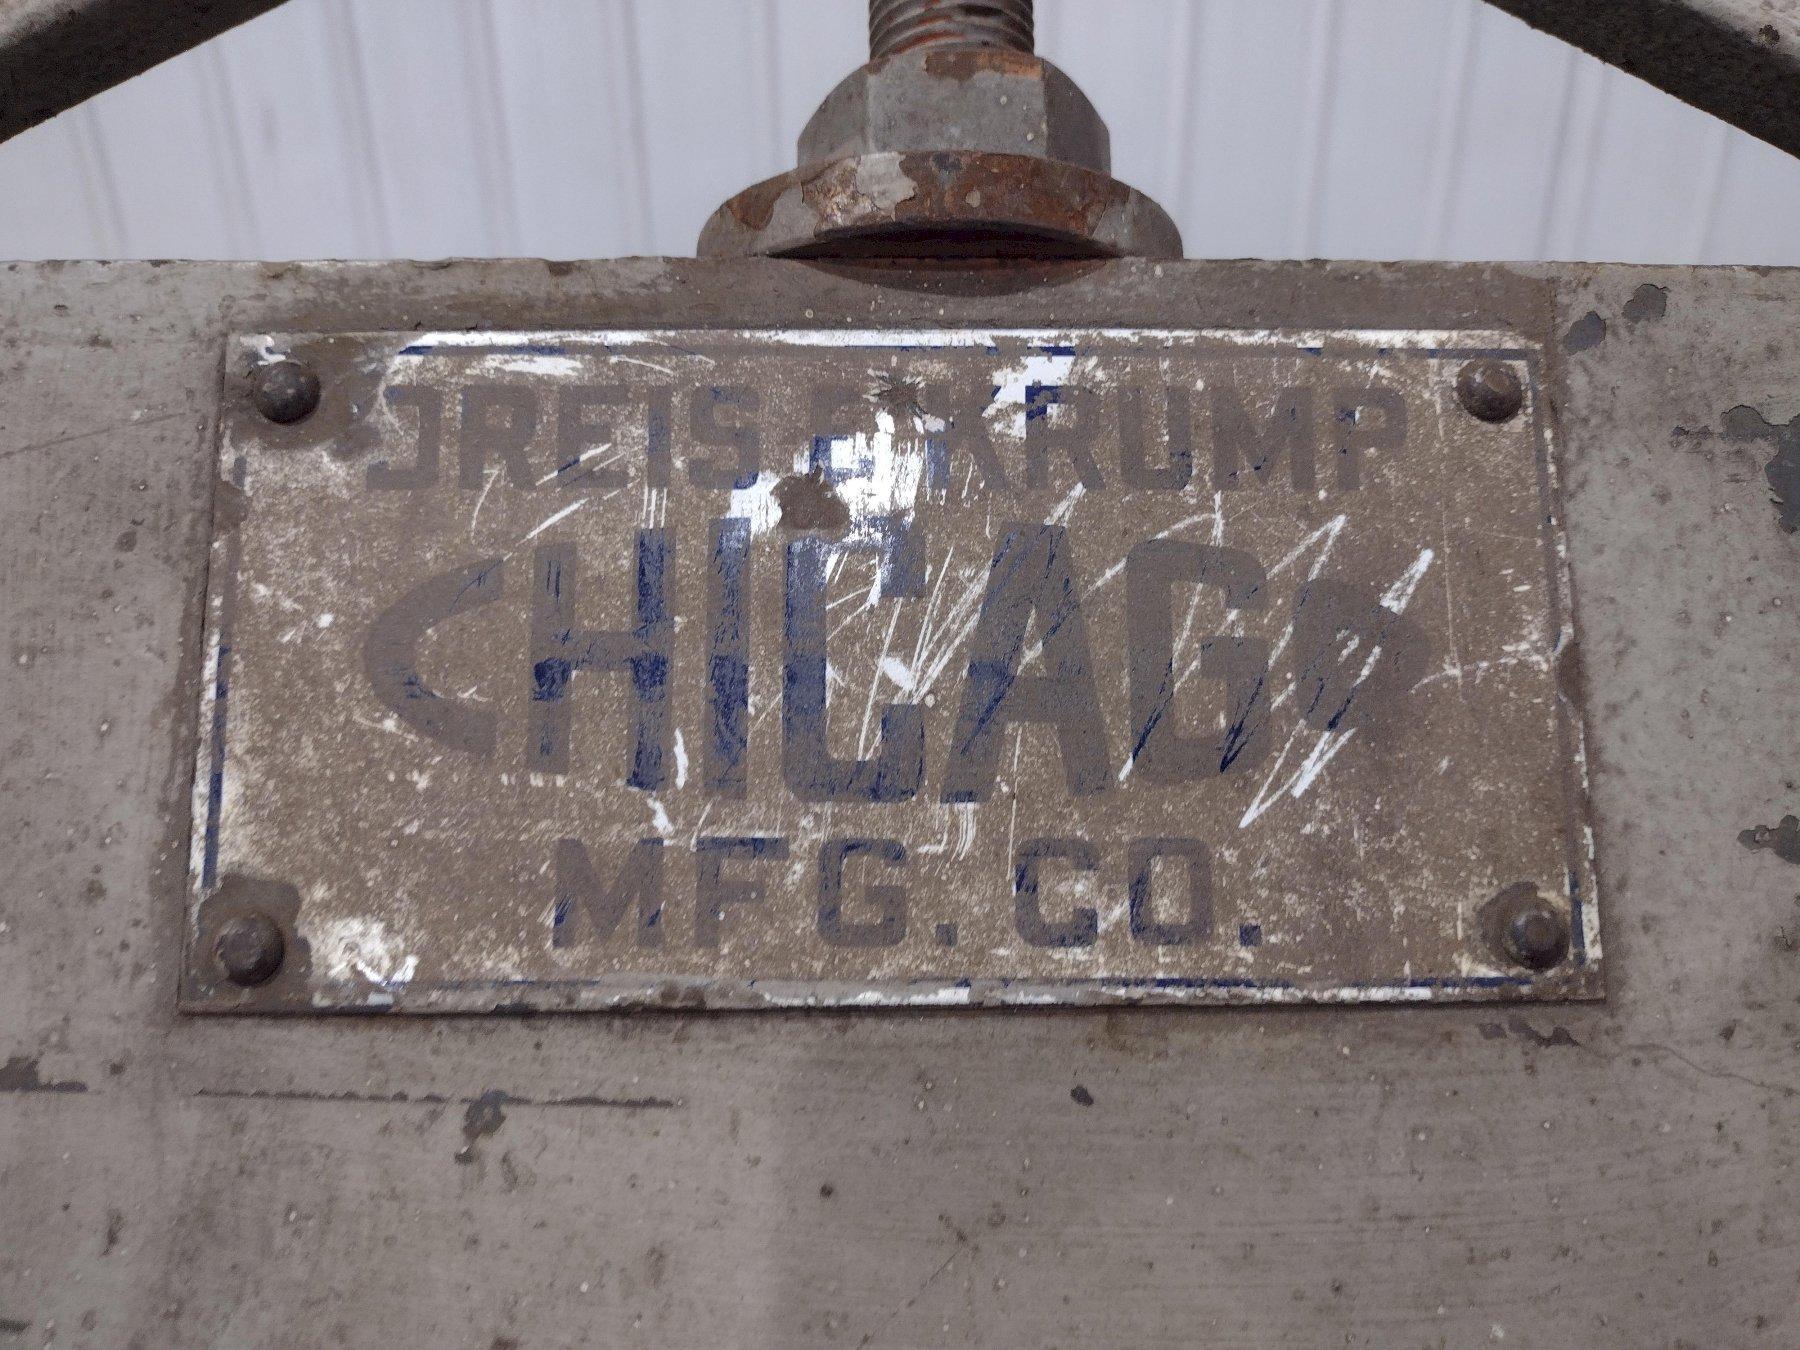 DREIS & KRUMP
CHICAGO
MFG. CO.